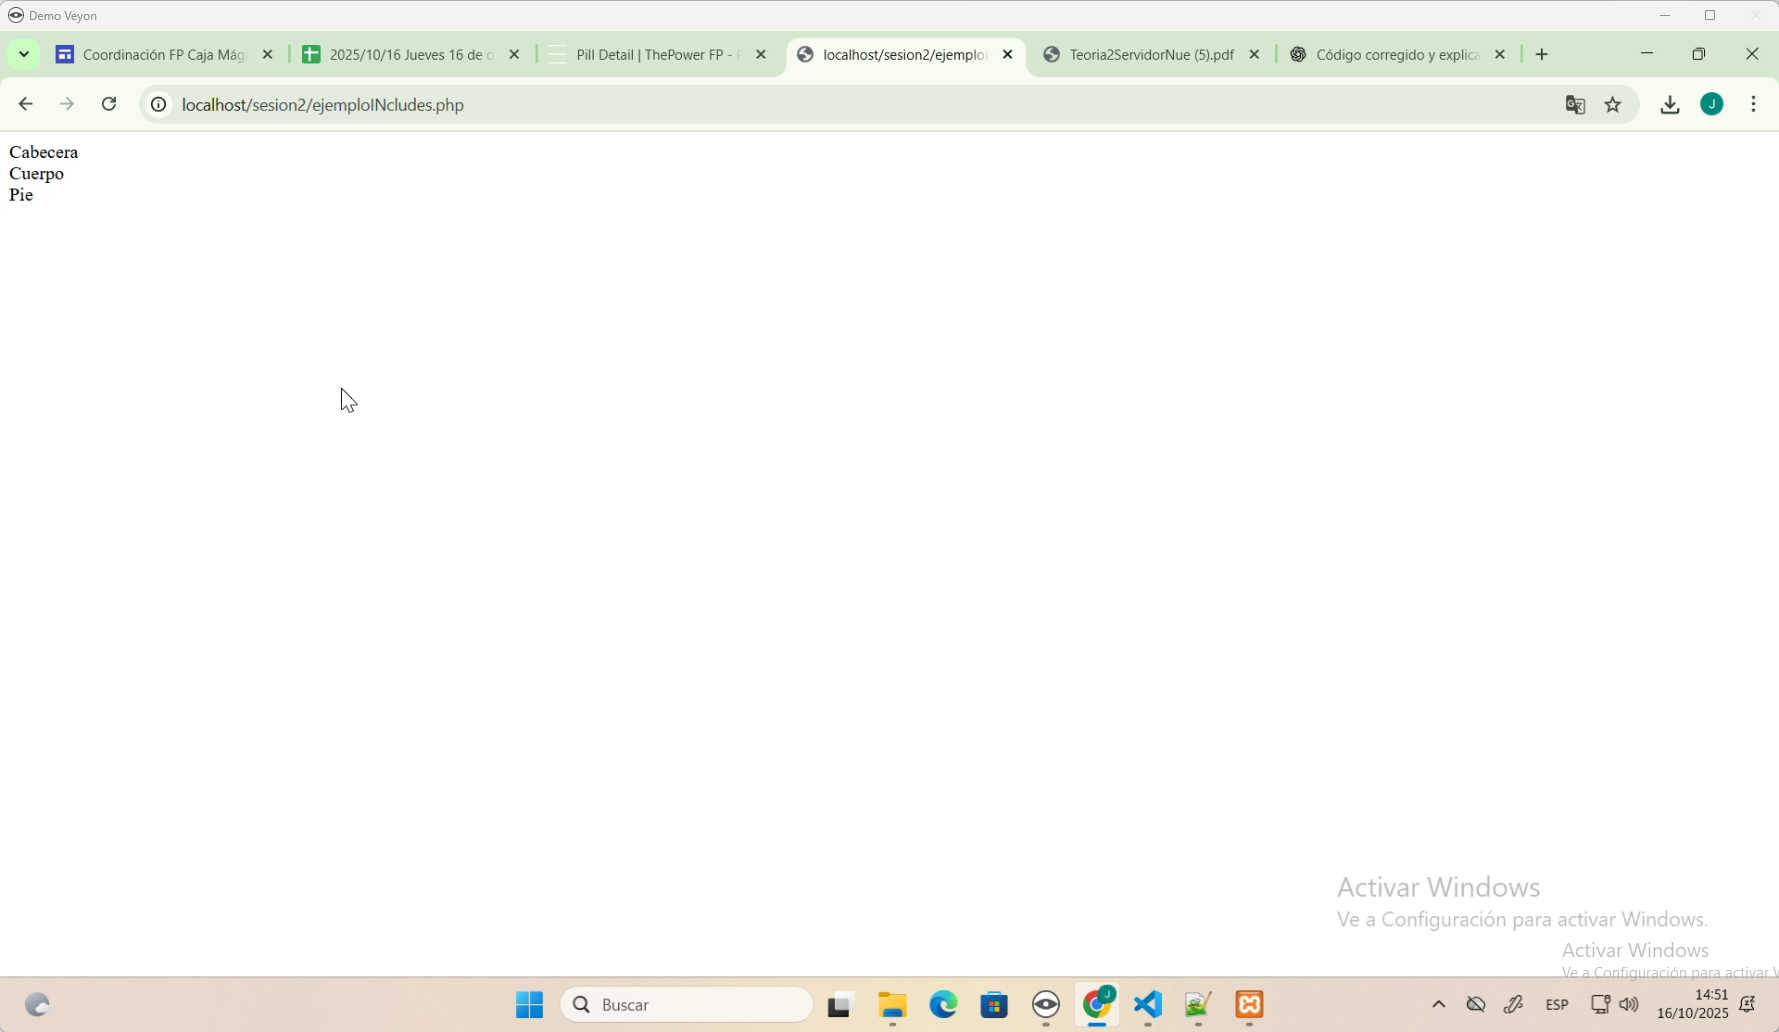 Demo Veyon
Coordinación FP Caja Mág
2025/10/16 Jueves 16 de o
Pill Detail | ThePower FP -
localhost/sesion2/ejemplo
Teoria2ServidorNue (5).pdf
Código corregido y explica
localhost/sesion2/ejemploINcludes.php
J
Cabecera
Cuerpo
Pie
Activar Windows
Ve a Configuración para activar Windows.
Activar Windows
Ve a Configuración para activar
Buscar
J
ESP
14:51
16/10/2025